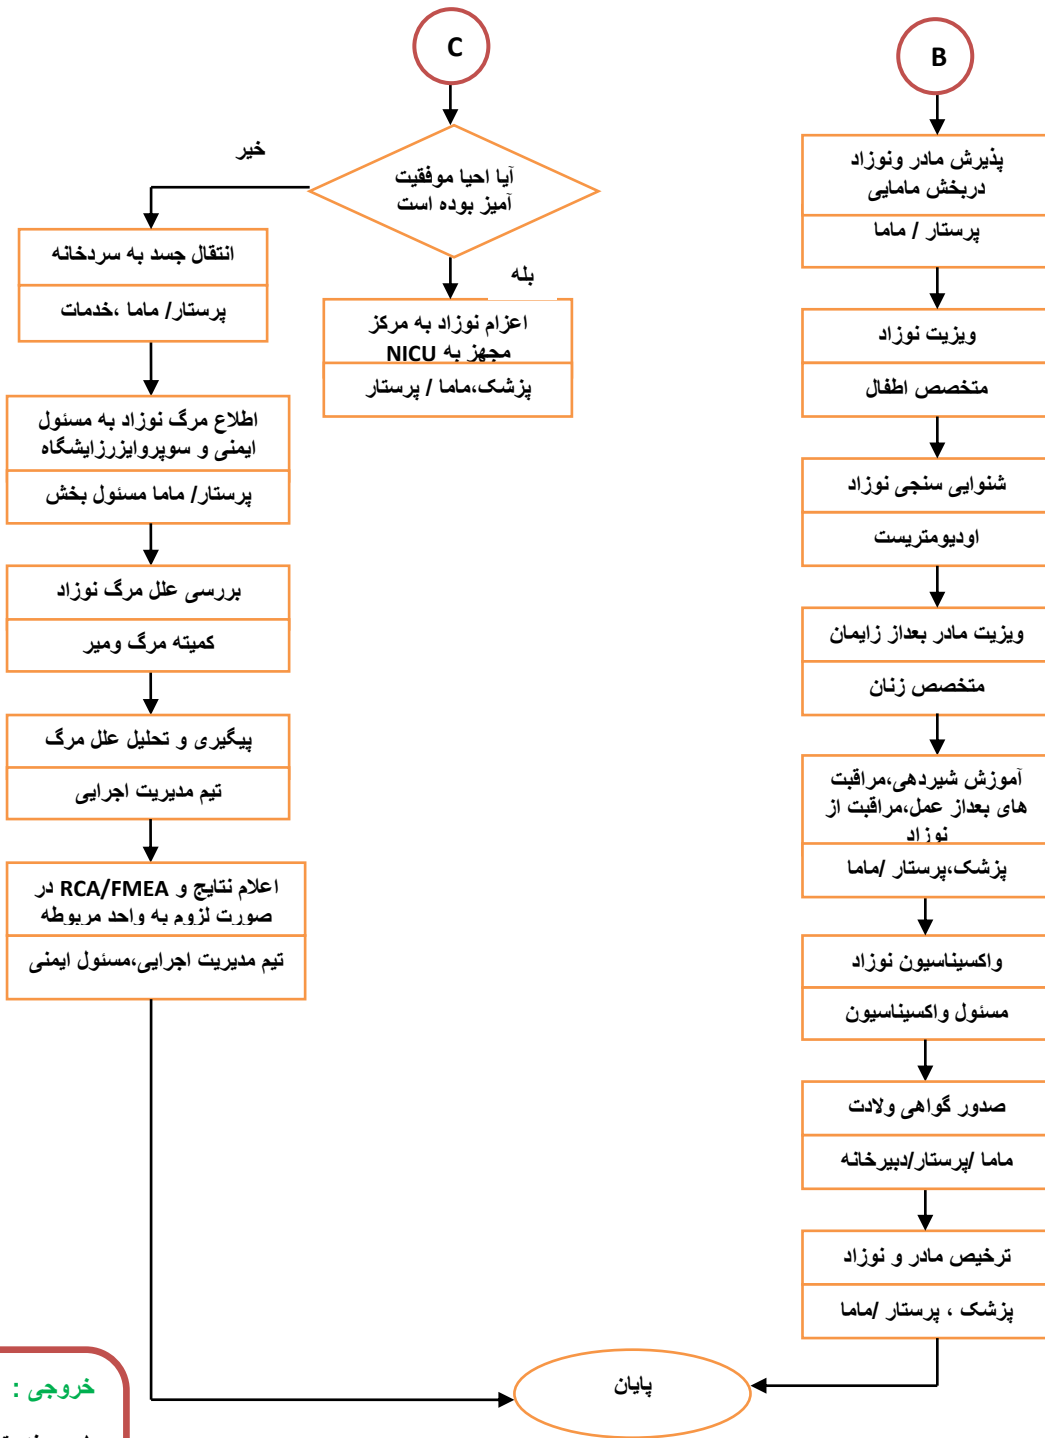 C
آیا احیا موفقیت
آمیز بوده است
خیر
بله
انتقال جسد به سردخانه
پرستار/ ماما ،خدمات
اطلاع مرگ نوزاد به مسئول
ایمنی و سوپروایزرزایشگاه
پرستار/ ماما مسئول بخش
بررسی علل مرگ نوزاد
کمیته مرگ ومیر
پیگیری و تحلیل علل مرگ
تیم مدیریت اجرایی
اعلام نتایج و RCA/FMEA در
صورت لزوم به واحد مربوطه
تیم مدیریت اجرایی،مسئول ایمنی
اعزام نوزاد به مرکز
مجهز به NICU
پزشک،ماما / پرستار
B
پذیرش مادر ونوزاد
دربخش مامایی
پرستار / ماما
ویزیت نوزاد
متخصص اطفال
شنوایی سنجی نوزاد
اودیومتریست
ویزیت مادر بعداز زایمان
متخصص زنان
آموزش شیردهی،مراقبت
های بعداز عمل،مراقبت از
نوزاد
پزشک،پرستار /ماما
واکسیناسیون نوزاد
مسئول واکسیناسیون
صدور گواهی ولادت
ماما /پرستار/دبیرخانه
ترخیص مادر و نوزاد
پزشک ، پرستار /ماما
پایان
خروجی :